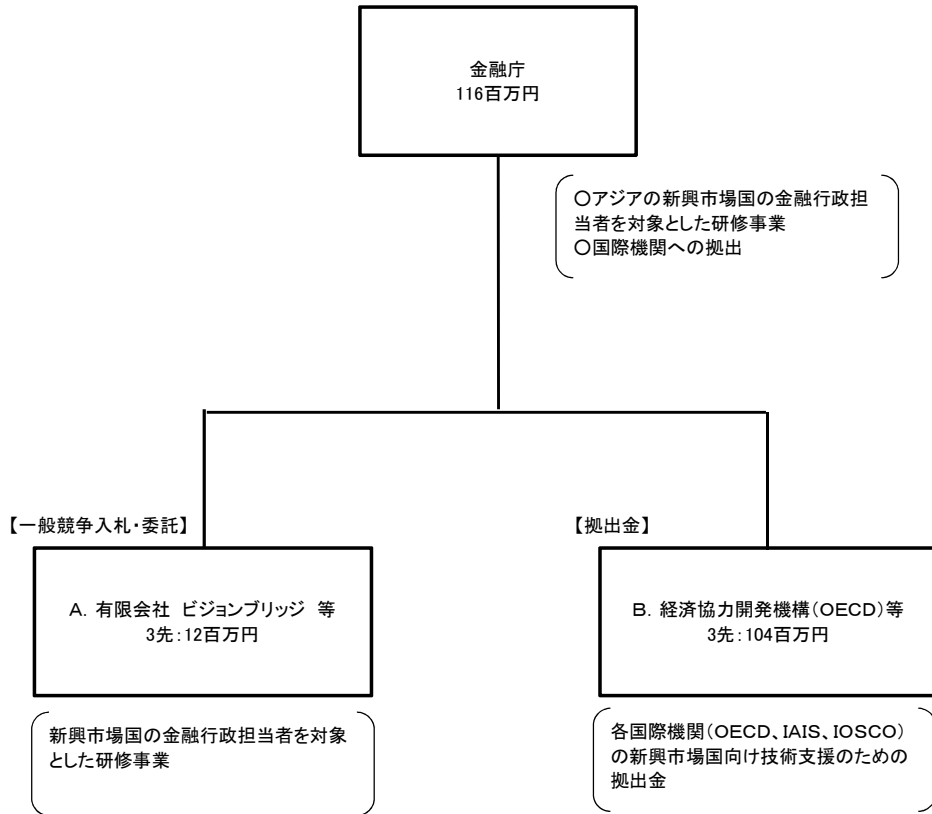 金融庁
116百万円
○アジアの新興市場国の金融行政担
当者を対象とした研修事業
○国際機関への拠出
【一般競争入札・委託】
【拠出金】
A．有限会社 ビジョンブリッジ 等
3先：12百万円
B．経済協力開発機構（OECD）等
3先：104百万円
新興市場国の金融行政担当者を対象
とした研修事業
各国際機関（OECD、IAIS、IOSCO）
の新興市場国向け技術支援のための
拠出金